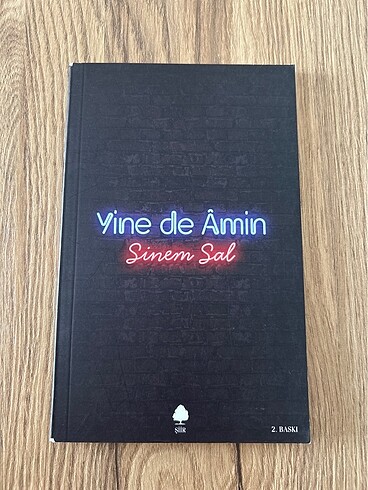 Yine de Âmin
Sinem Sal
ŞİİR
2. BASKI